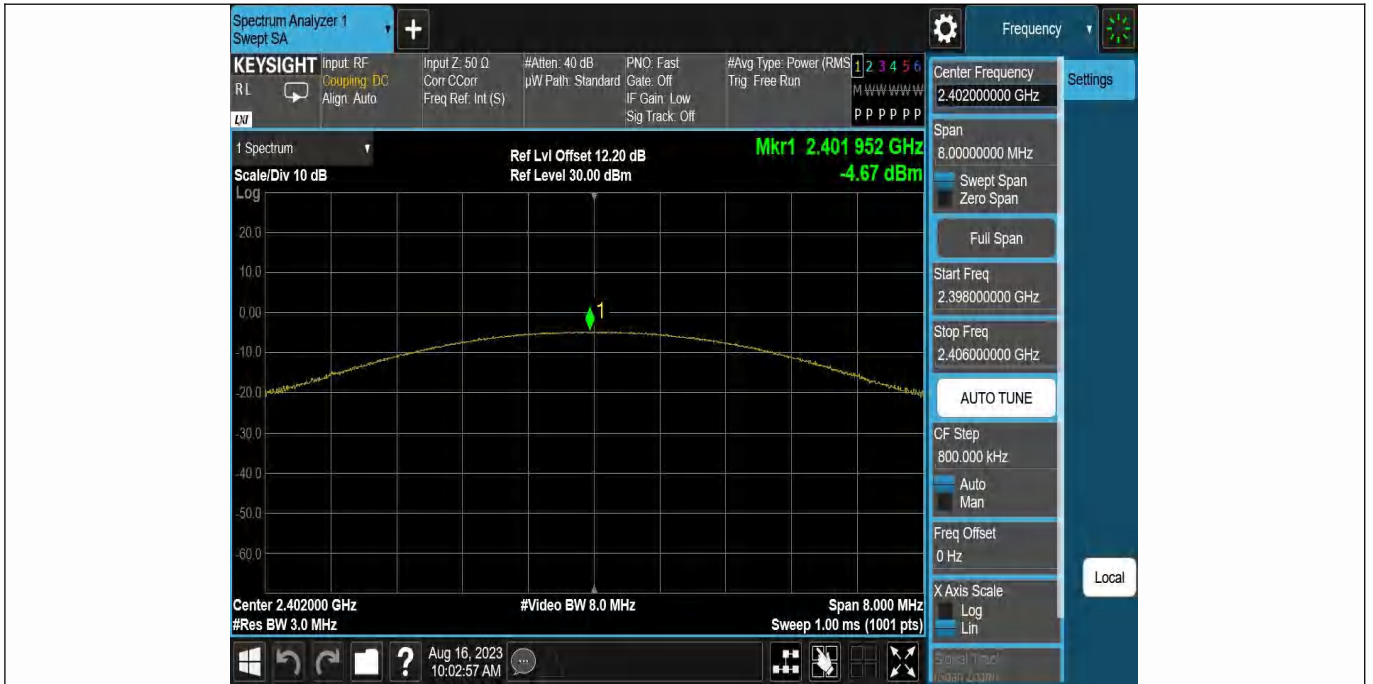 Spectrum Analyzer 1
Swept SA
+
Frequency
KEYSIGHT
R L
LXI
Input: RF
Coupling: DC
Align: Auto
Input Z: 50 Ω
Corr CCorr
Freq Ref: Int (S)
#Atten: 40 dB
µW Path: Standard
PNO: Fast
Gate: Off
IF Gain: Low
Sig Track: Off
#Avg Type: Power (RMS
Trig: Free Run
1 2 3 4 5 6
M W W W W W
P P P P P P
1 Spectrum
Scale/Div 10 dB
Log
Ref Lvl Offset 12.20 dB
Ref Level 30.00 dBm
Mkr1 2.401 952 GHz
-4.67 dBm
20.0
10.0
0.00
-10.0
-20.0
-30.0
-40.0
-50.0
-60.0
1
Center 2.402000 GHz
#Res BW 3.0 MHz
#Video BW 8.0 MHz
Span 8.000 MHz
Sweep 1.00 ms (1001 pts)
?
Aug 16, 2023
10:02:57 AM
Center Frequency
2.402000000 GHz
Settings
Span
8.00000000 MHz
Swept Span
Zero Span
Full Span
Start Freq
2.398000000 GHz
Stop Freq
2.406000000 GHz
AUTO TUNE
CF Step
800.000 kHz
Auto
Man
Freq Offset
0 Hz
X Axis Scale
Log
Lin
Local
Signal Track
(Span Zoom)